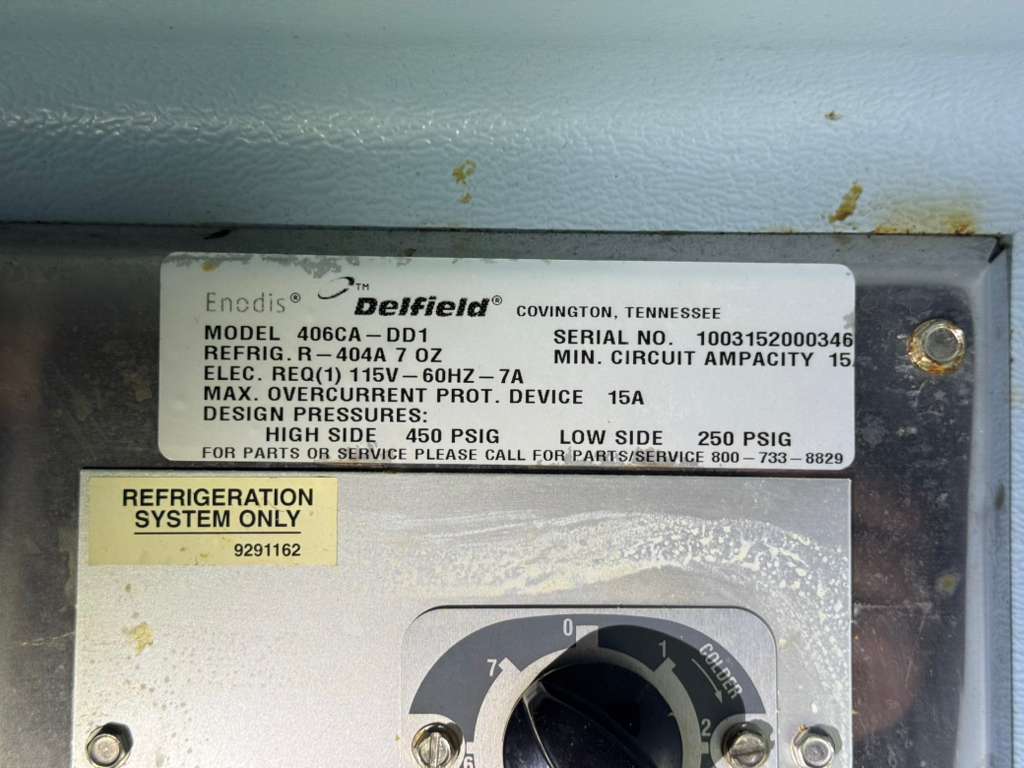 Enodis® ™ Delfield® COVINGTON, TENNESSEE
MODEL 406CA-DD1 SERIAL NO. 1003152000346
REFRIG. R-404A 7 OZ MIN. CIRCUIT AMPACITY 15
ELEC. REQ(1) 115V-60HZ-7A
MAX. OVERCURRENT PROT. DEVICE 15A
DESIGN PRESSURES:
HIGH SIDE 450 PSIG LOW SIDE 250 PSIG
FOR PARTS OR SERVICE PLEASE CALL FOR PARTS/SERVICE 800-733-8829
REFRIGERATION
SYSTEM ONLY
9291162
0
7 1
COLDER
2
6